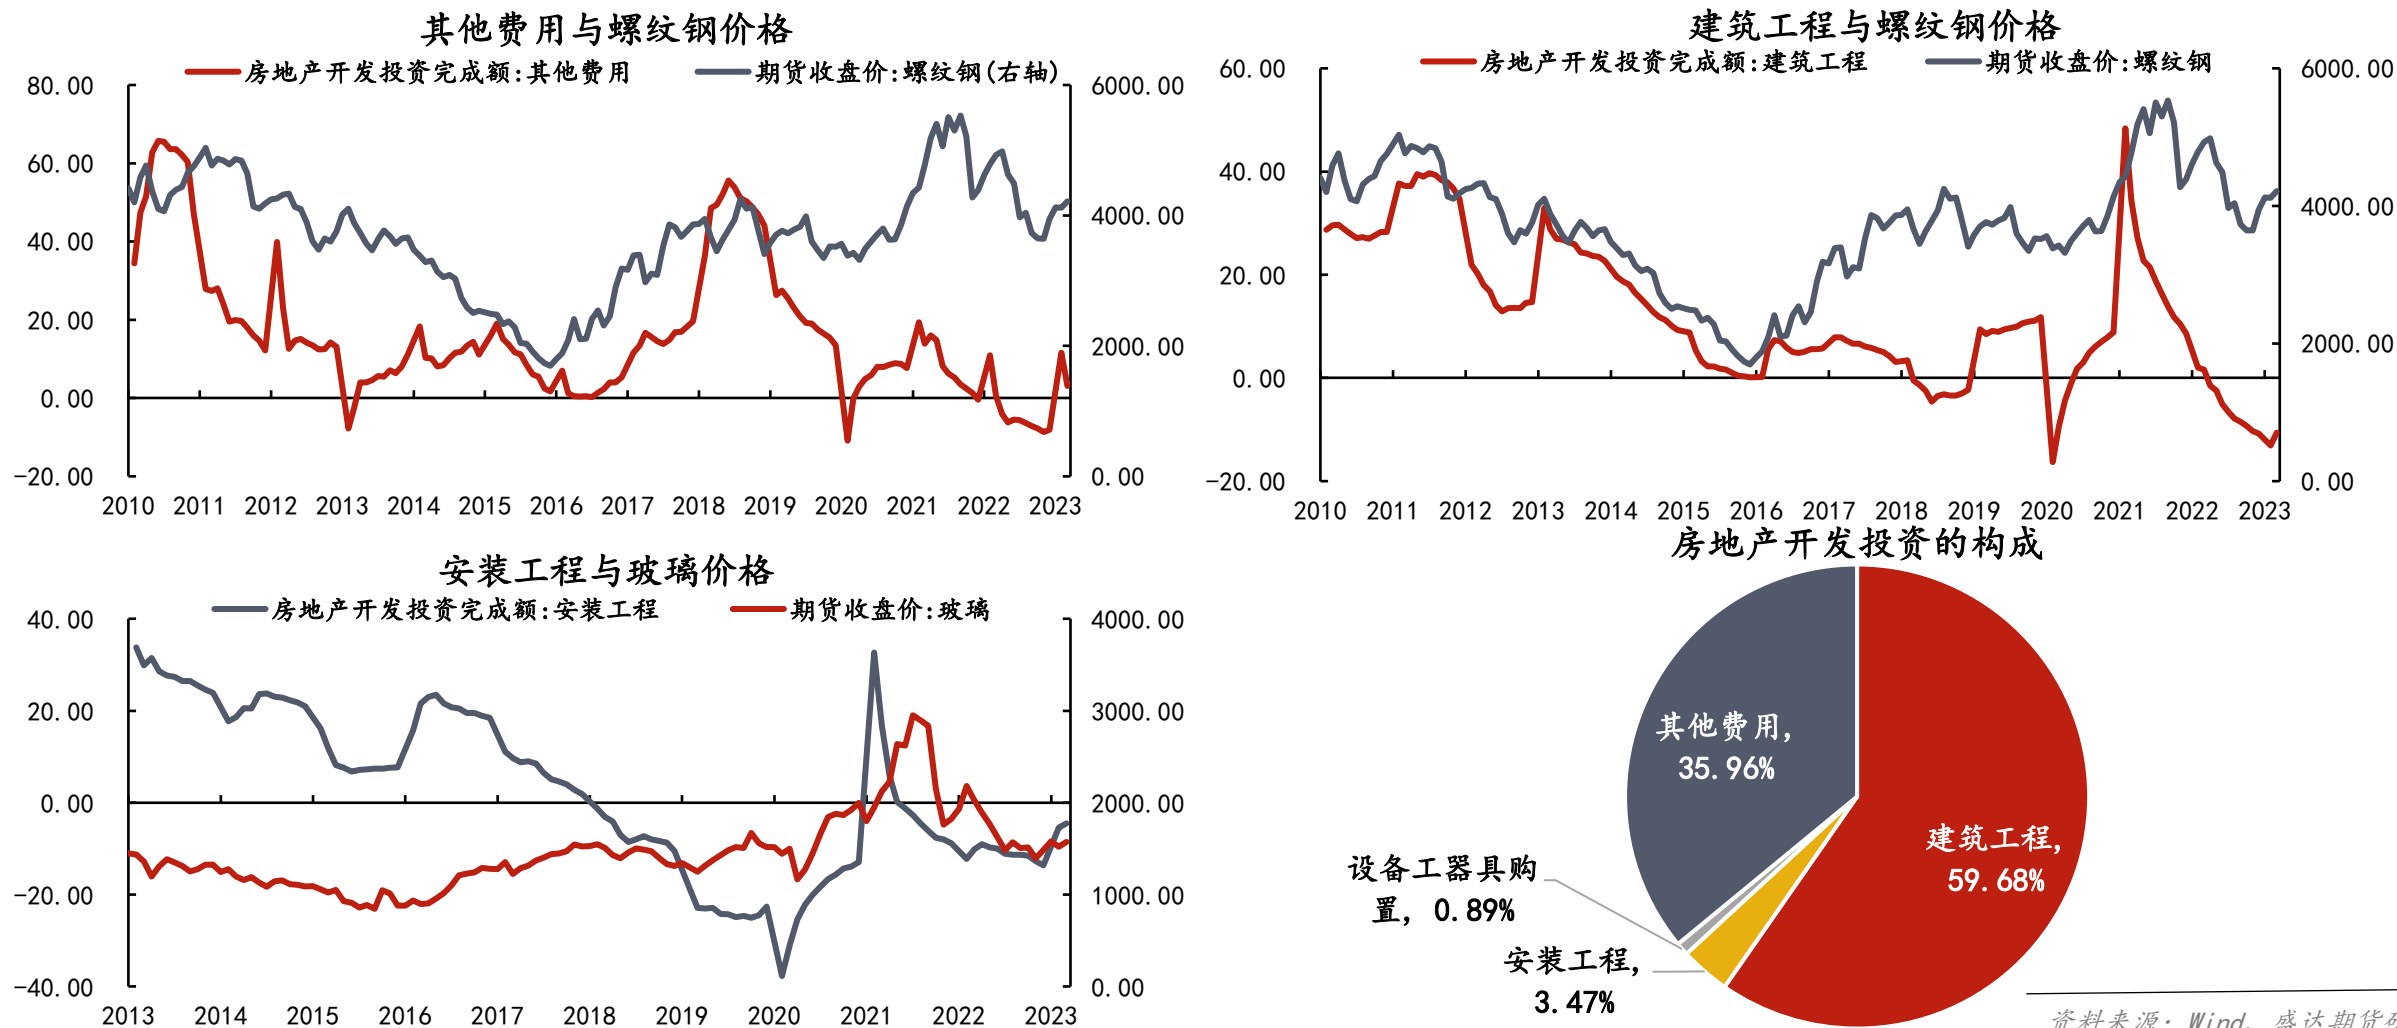 其他费用与螺纹钢价格
房地产开发投资完成额:其他费用
期货收盘价:螺纹钢(右轴)
80.00
60.00
40.00
20.00
0.00
-20.00
6000.00
4000.00
2000.00
0.00
2010 2011 2012 2013 2014 2015 2016 2017 2018 2019 2020 2021 2022 2023
建筑工程与螺纹钢价格
房地产开发投资完成额:建筑工程
期货收盘价:螺纹钢
60.00
40.00
20.00
0.00
-20.00
6000.00
4000.00
2000.00
0.00
2010 2011 2012 2013 2014 2015 2016 2017 2018 2019 2020 2021 2022 2023
安装工程与玻璃价格
房地产开发投资完成额:安装工程
期货收盘价:玻璃
40.00
20.00
0.00
-20.00
-40.00
4000.00
3000.00
2000.00
1000.00
0.00
2013 2014 2015 2016 2017 2018 2019 2020 2021 2022 2023
房地产开发投资的构成
其他费用,
35.96%
建筑工程,
59.68%
设备工器具购
置, 0.89%
安装工程,
3.47%
资料来源: Wind, 盛达期货研